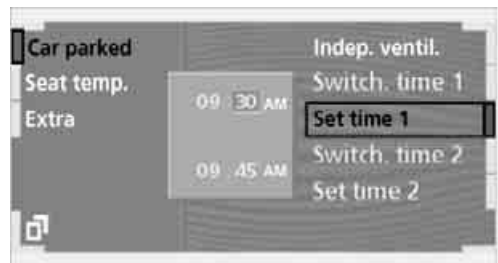 Car parked
Seat temp.
Extra
09 30 AM
09 45 AM
Indep. ventil.
Switch. time 1
Set time 1
Switch. time 2
Set time 2